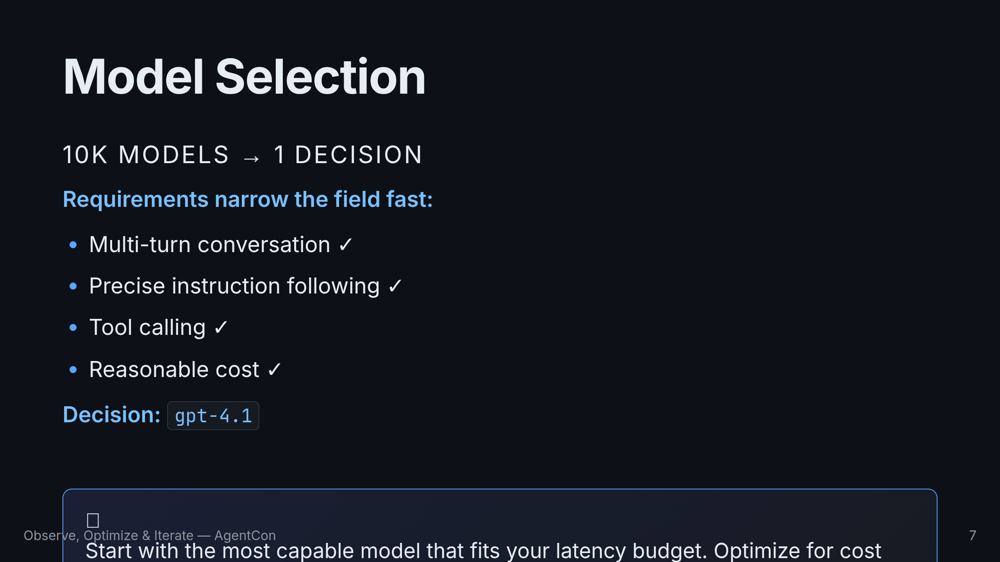 Model Selection
10K MODELS → 1 DECISION
Requirements narrow the field fast:
• Multi-turn conversation ✓
• Precise instruction following ✓
• Tool calling ✓
• Reasonable cost ✓
Decision: gpt-4.1
Observe, Optimize & Iterate — AgentCon
7
Start with the most capable model that fits your latency budget. Optimize for cost